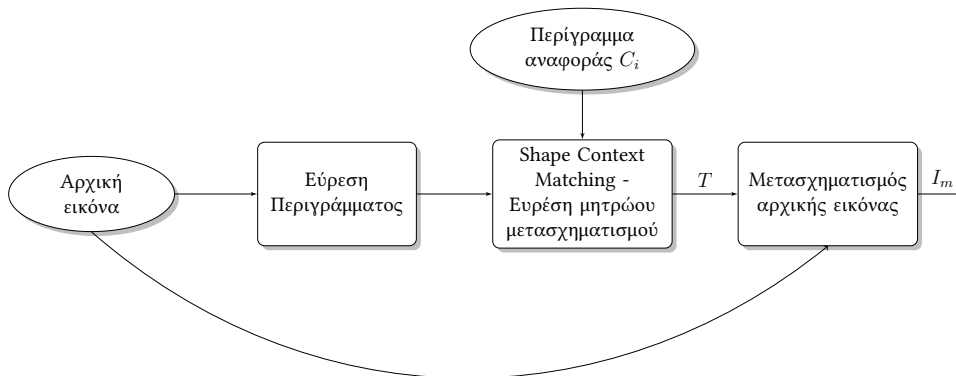 Περίγραμμα
αναφοράς C_i
Αρχική
εικόνα
Εύρεση
Περιγράμματος
Shape Context
Matching -
Ευρέση μητρώου
μετασχηματισμού
T
Μετασχηματισμός
αρχικής εικόνας
I_m